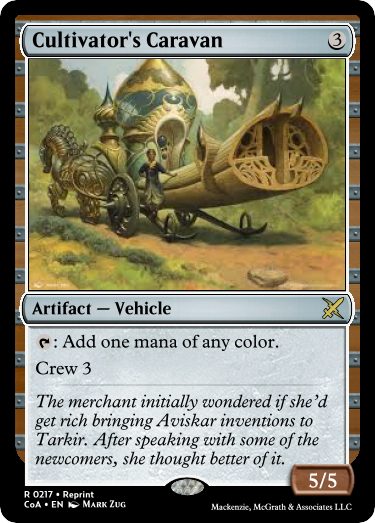 Cultivator's Caravan 3
Artifact — Vehicle
: Add one mana of any color.
Crew 3
The merchant initially wondered if she'd
get rich bringing Aviskar inventions to
Tarkir. After speaking with some of the
newcomers, she thought better of it.
5/5
R 0217 • Reprint
CoA • EN Mark Zug
Mackenzie, McGrath & Associates LLC